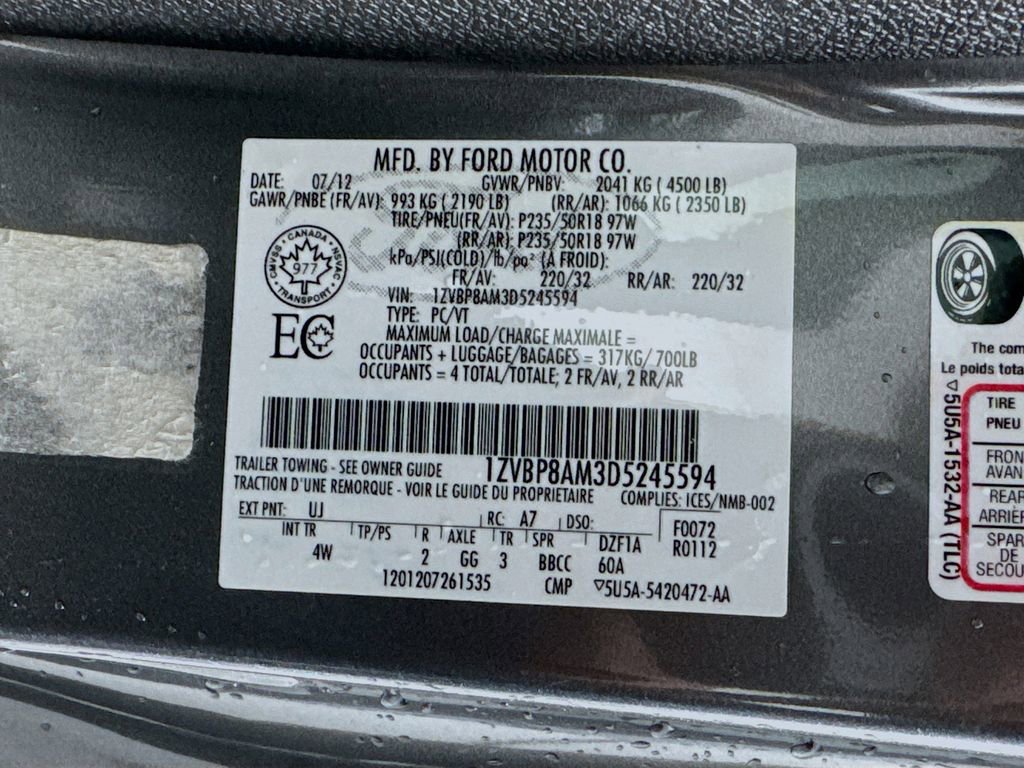 MFD. BY FORD MOTOR CO.
DATE: 07/12 GVWR/PNBV: 2041 KG ( 4500 LB)
GAWR/PNBE (FR/AV): 993 KG ( 2190 LB) (RR/AR): 1066 KG ( 2350 LB)
TIRE/PNEU(FR/AV): P235/50R18 97W
(RR/AR): P235/50R18 97W
kPa/PSI(COLD)/lb/po² (A FROID):
FR/AV: 220/32 RR/AR: 220/32
VIN: 1ZVBP8AM3D5245594
TYPE: PC/VT
MAXIMUM LOAD/CHARGE MAXIMALE =
OCCUPANTS + LUGGAGE/BAGAGES = 317KG/ 700LB
OCCUPANTS = 4 TOTAL/TOTALE; 2 FR/AV, 2 RR/AR
CANADA
CMVSS
NSVAC
977
TRANSPORT
EC
1ZVBP8AM3D5245594
TRAILER TOWING - SEE OWNER GUIDE
TRACTION D'UNE REMORQUE - VOIR LE GUIDE DU PROPRIETAIRE COMPLIES: ICES/NMB-002
EXT PNT: UJ RC: A7 DSO: F0072
INT TR TP/PS R AXLE TR SPR DZF1A R0112
4W 2 GG 3 BBCC 60A
1201207261535 CMP ▽5U5A-5420472-AA
The com
Le poids tota
▽5U5A-1532-AA (TLC)
TIRE
PNEU
FRON
AVAN
REAR
ARRIÈR
SPAR
DE
SECOU